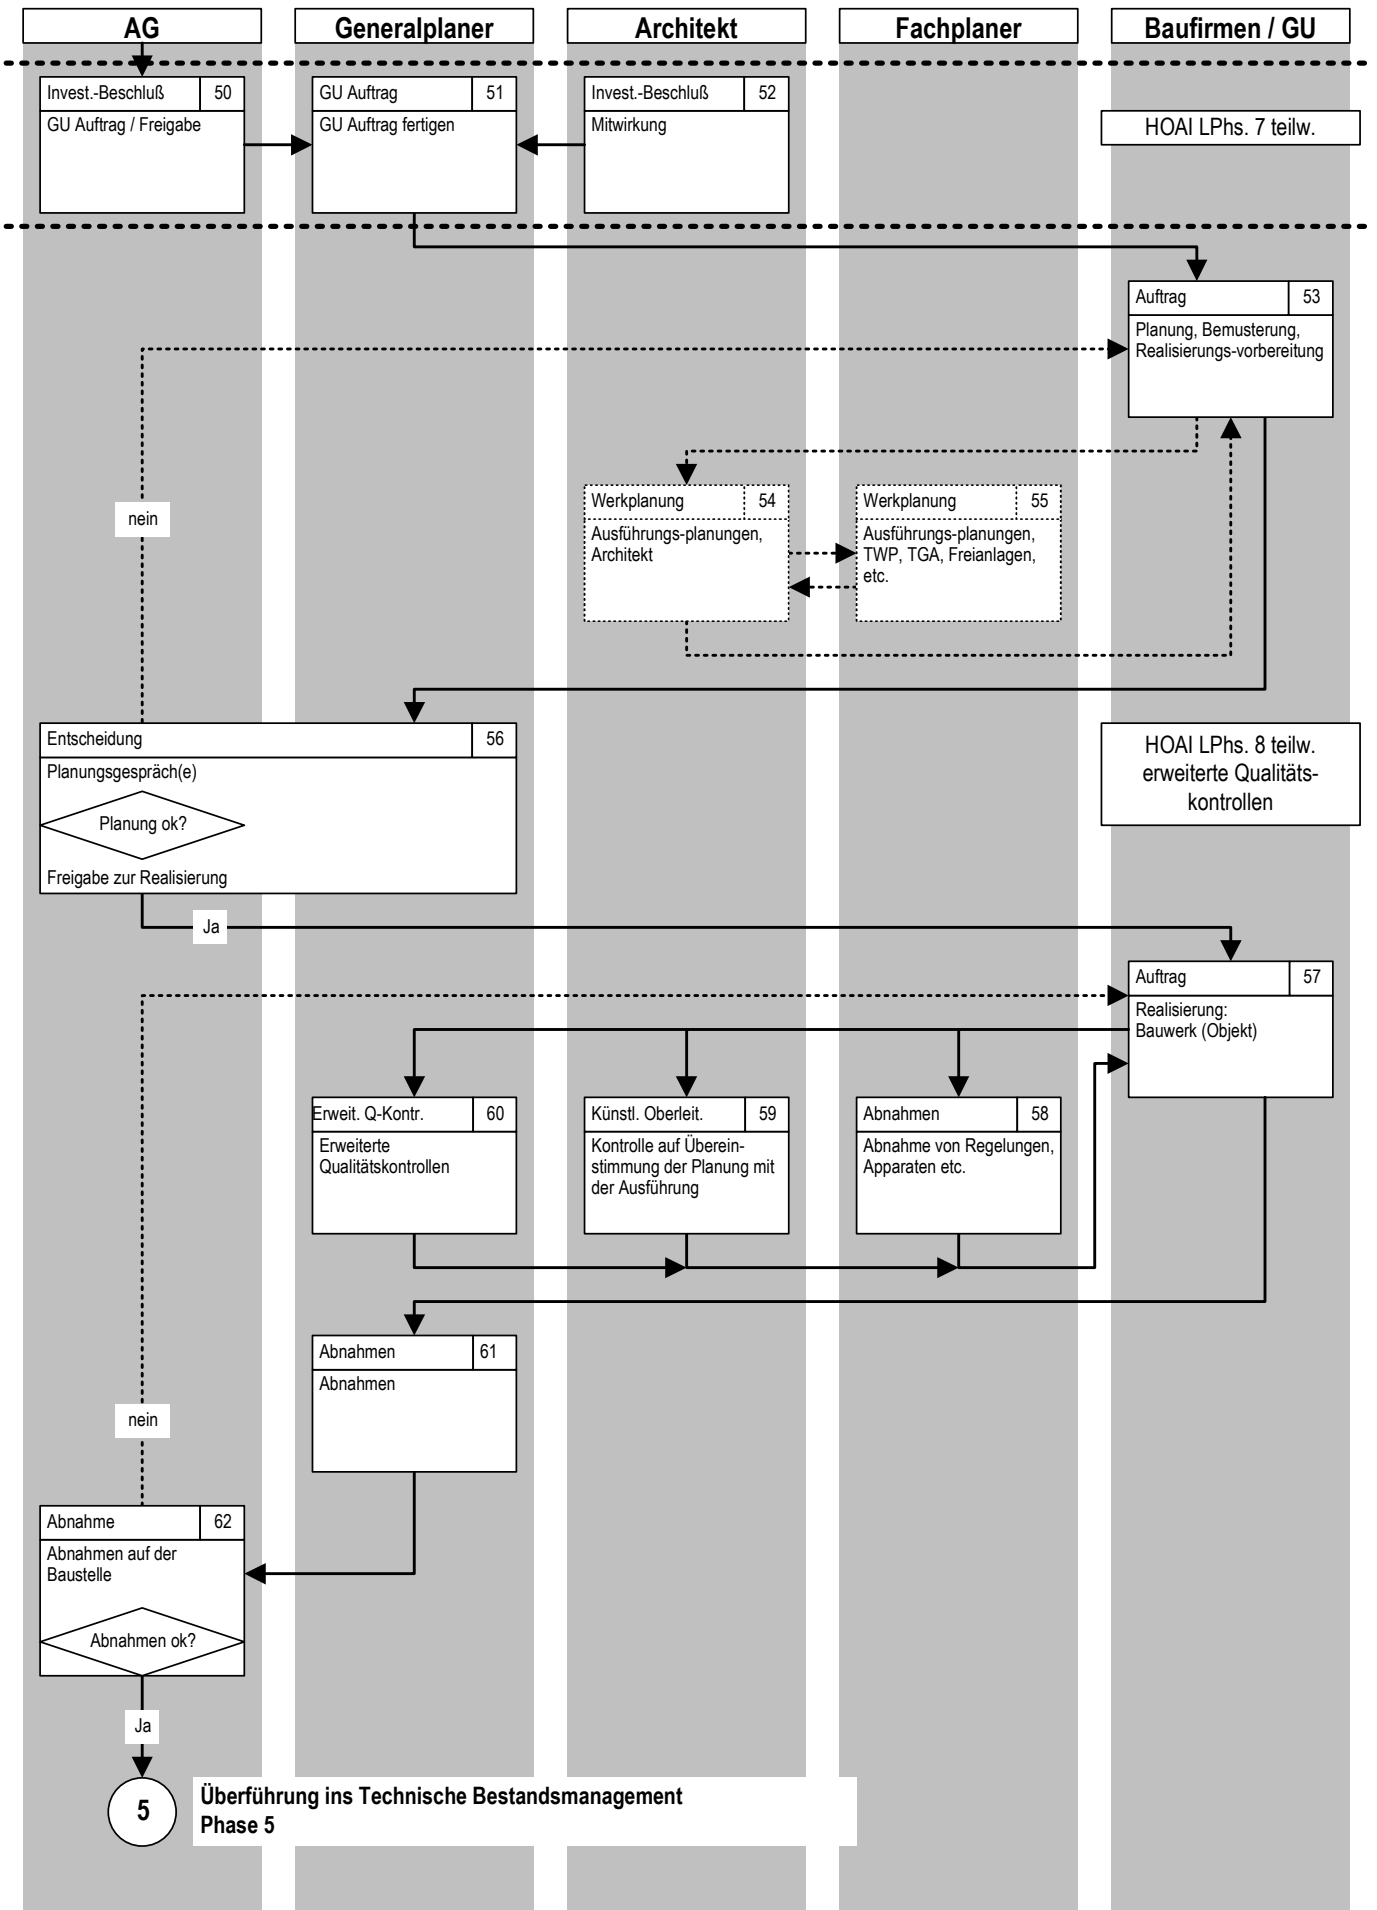 AG
Generalplaner
Architekt
Fachplaner
Baufirmen / GU
Invest.-Beschluß
50
GU Auftrag / Freigabe
GU Auftrag
51
GU Auftrag fertigen
Invest.-Beschluß
52
Mitwirkung
HOAI LPhs. 7 teilw.
Auftrag
53
Planung, Bemusterung,
Realisierungs-vorbereitung
nein
Werkplanung
54
Ausführungs-planungen,
Architekt
Werkplanung
55
Ausführungs-planungen,
TWP, TGA, Freianlagen,
etc.
Entscheidung
56
Planungsgespräch(e)
Planung ok?
Freigabe zur Realisierung
HOAI LPhs. 8 teilw.
erweiterte Qualitäts-
kontrollen
Ja
Auftrag
57
Realisierung:
Bauwerk (Objekt)
Erweit. Q-Kontr.
60
Erweiterte
Qualitätskontrollen
Künstl. Oberleit.
59
Kontrolle auf Überein-
stimmung der Planung mit
der Ausführung
Abnahmen
58
Abnahme von Regelungen,
Apparaten etc.
Abnahmen
61
Abnahmen
nein
Abnahme
62
Abnahmen auf der
Baustelle
Abnahmen ok?
Ja
5
Überführung ins Technische Bestandsmanagement
Phase 5